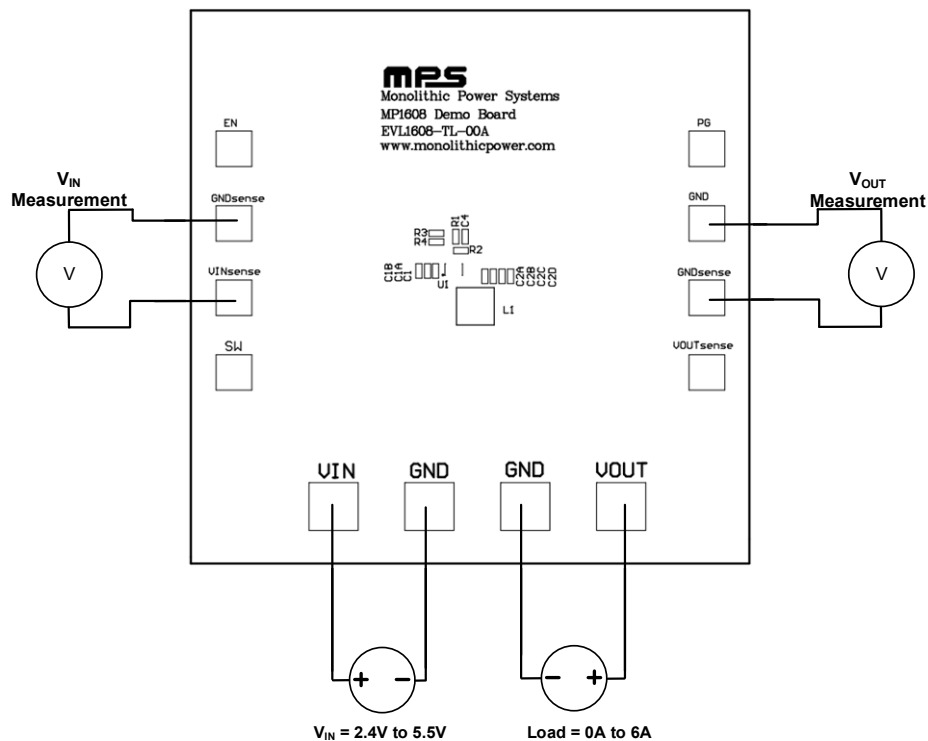 MPS
Monolithic Power Systems
MP1608 Demo Board
EVL1608-TL-00A
www.monolithicpower.com
EN
PG
VIN
Measurement
VOUT
Measurement
GNDsense
GND
V
V
VINsense
GNDsense
SW
VOUTsense
R3
R4
R1
C4
R2
C1B
C1A
C1
U1
C2A
C2B
C2C
C2D
L1
VIN
GND
GND
VOUT
+
-
-
+
VIN = 2.4V to 5.5V
Load = 0A to 6A